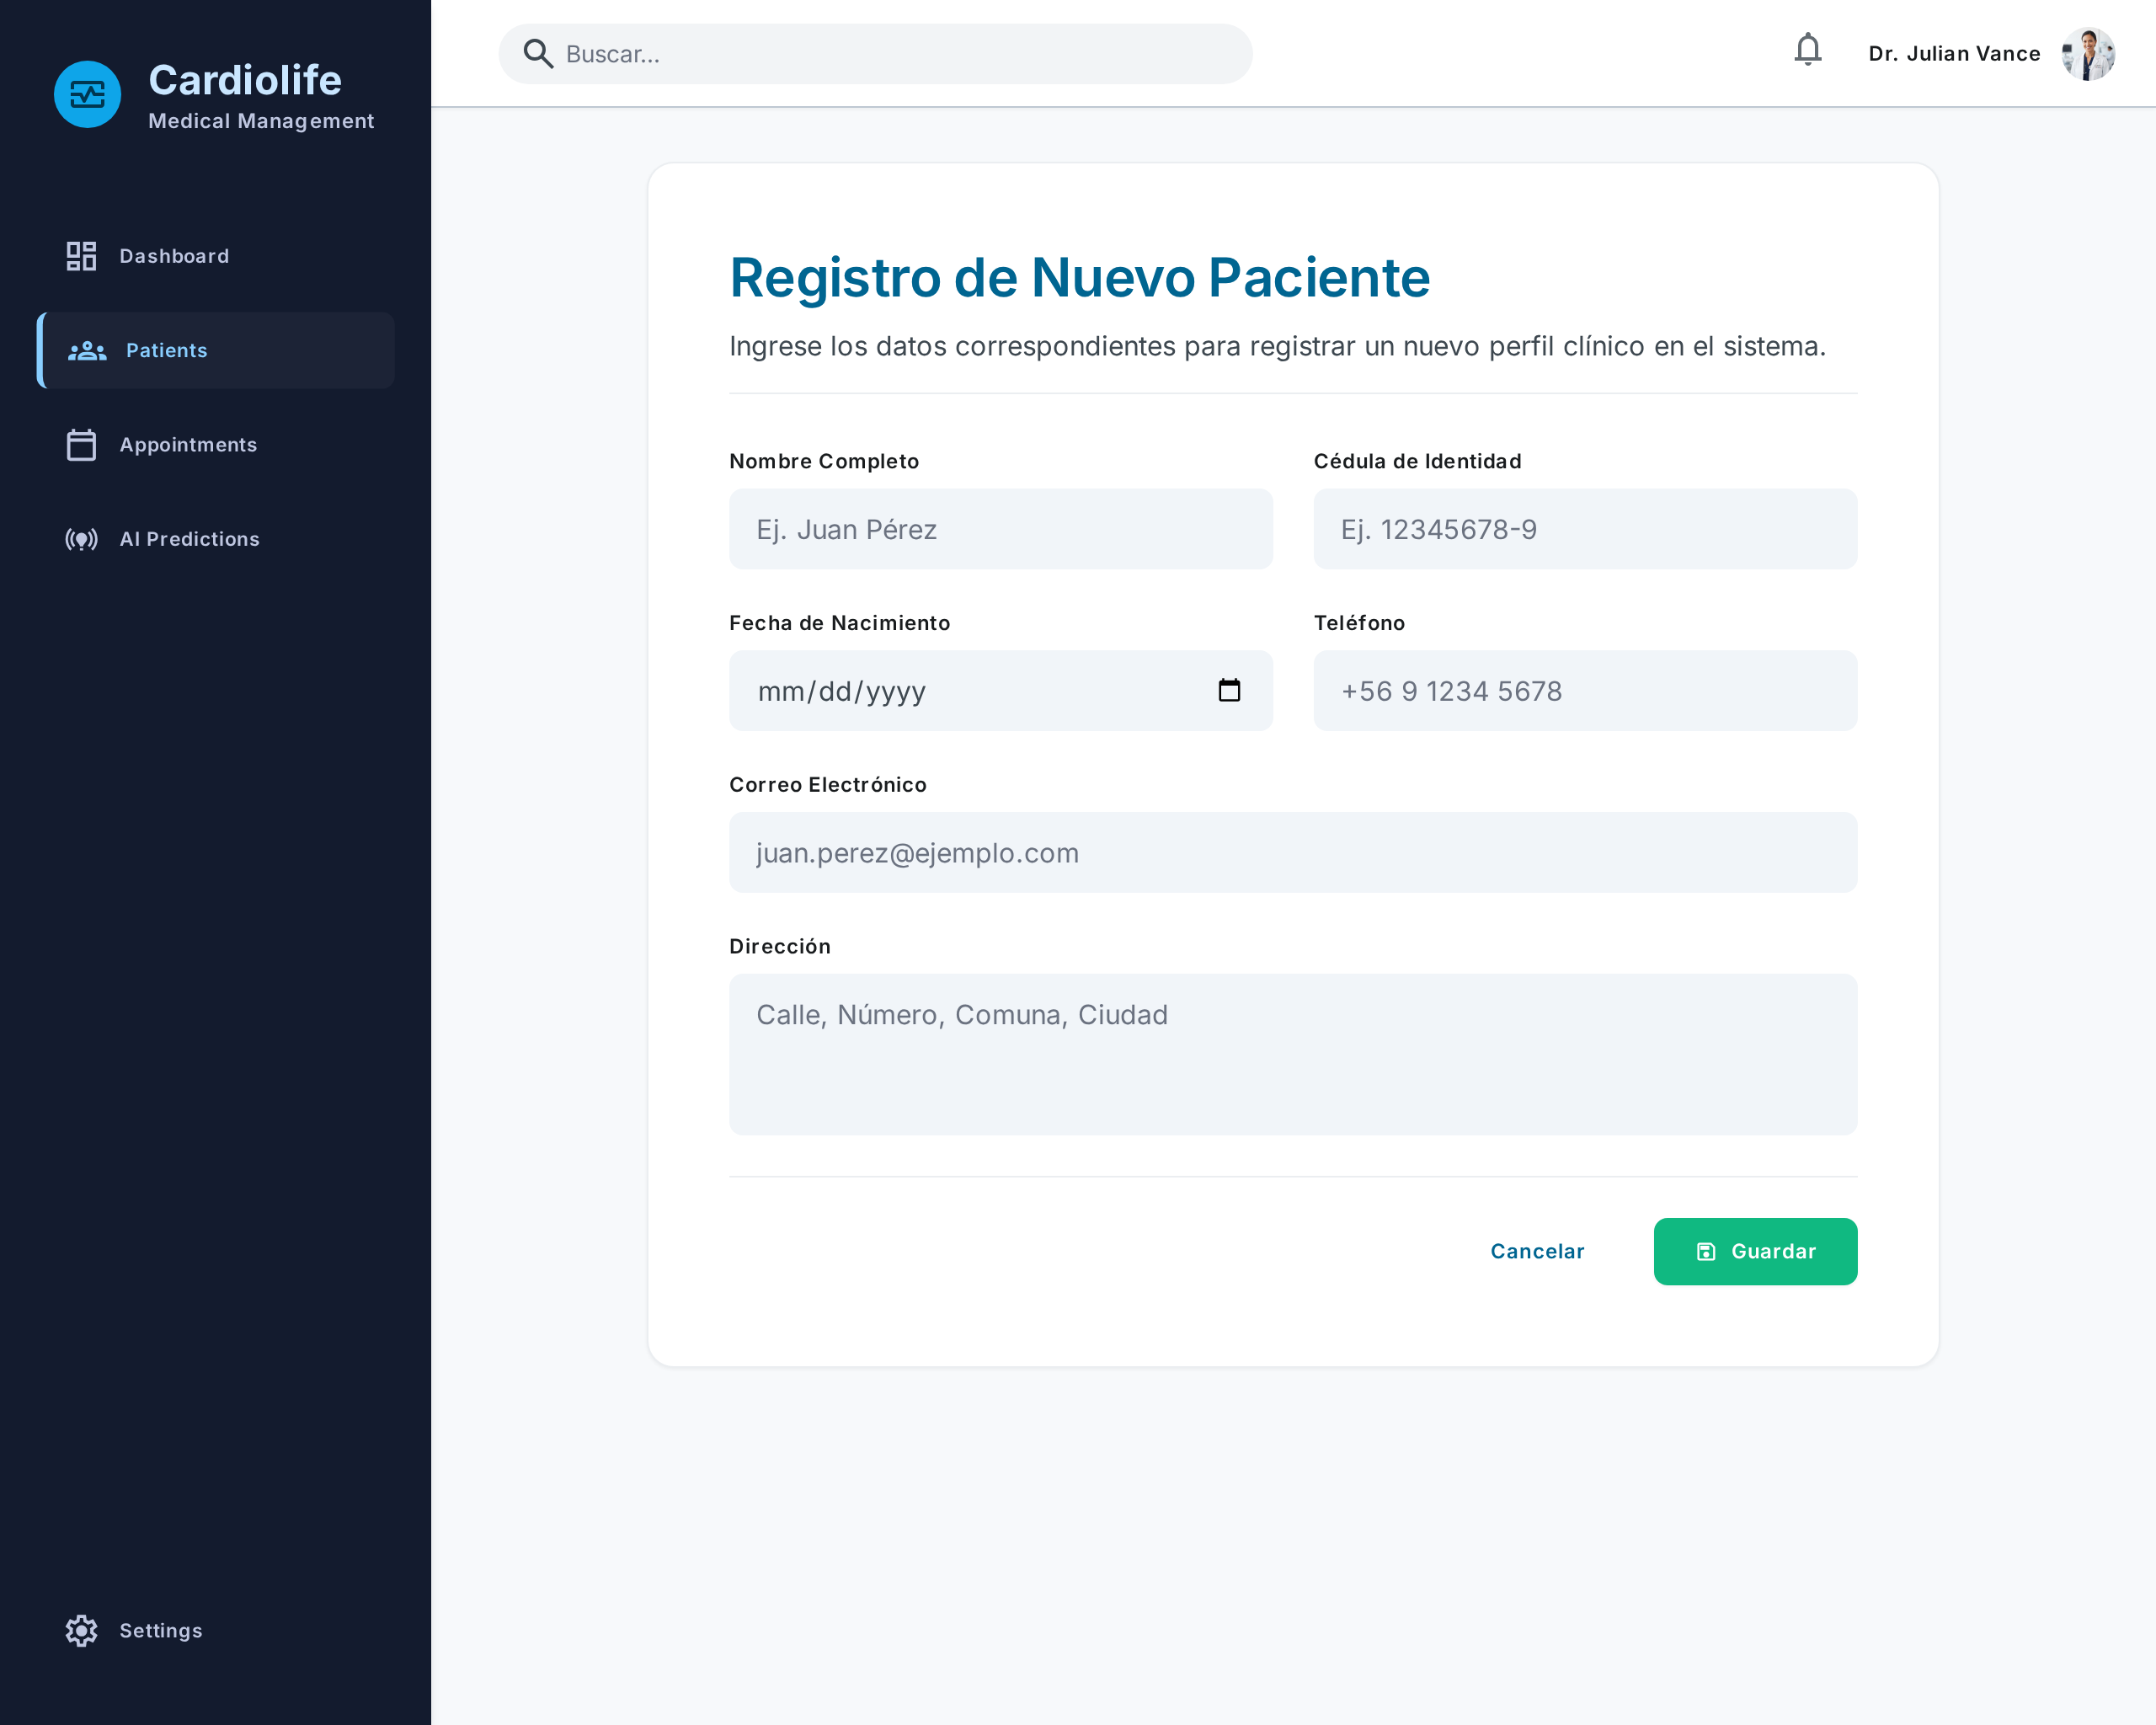 Cardiolife
Medical Management
Dashboard
Patients
Appointments
AI Predictions
Settings
Buscar...
Dr. Julian Vance
Registro de Nuevo Paciente
Ingrese los datos correspondientes para registrar un nuevo perfil clínico en el sistema.
Nombre Completo
Ej. Juan Pérez
Cédula de Identidad
Ej. 12345678-9
Fecha de Nacimiento
mm/dd/yyyy
Teléfono
+56 9 1234 5678
Correo Electrónico
juan.perez@ejemplo.com
Dirección
Calle, Número, Comuna, Ciudad
Cancelar
Guardar